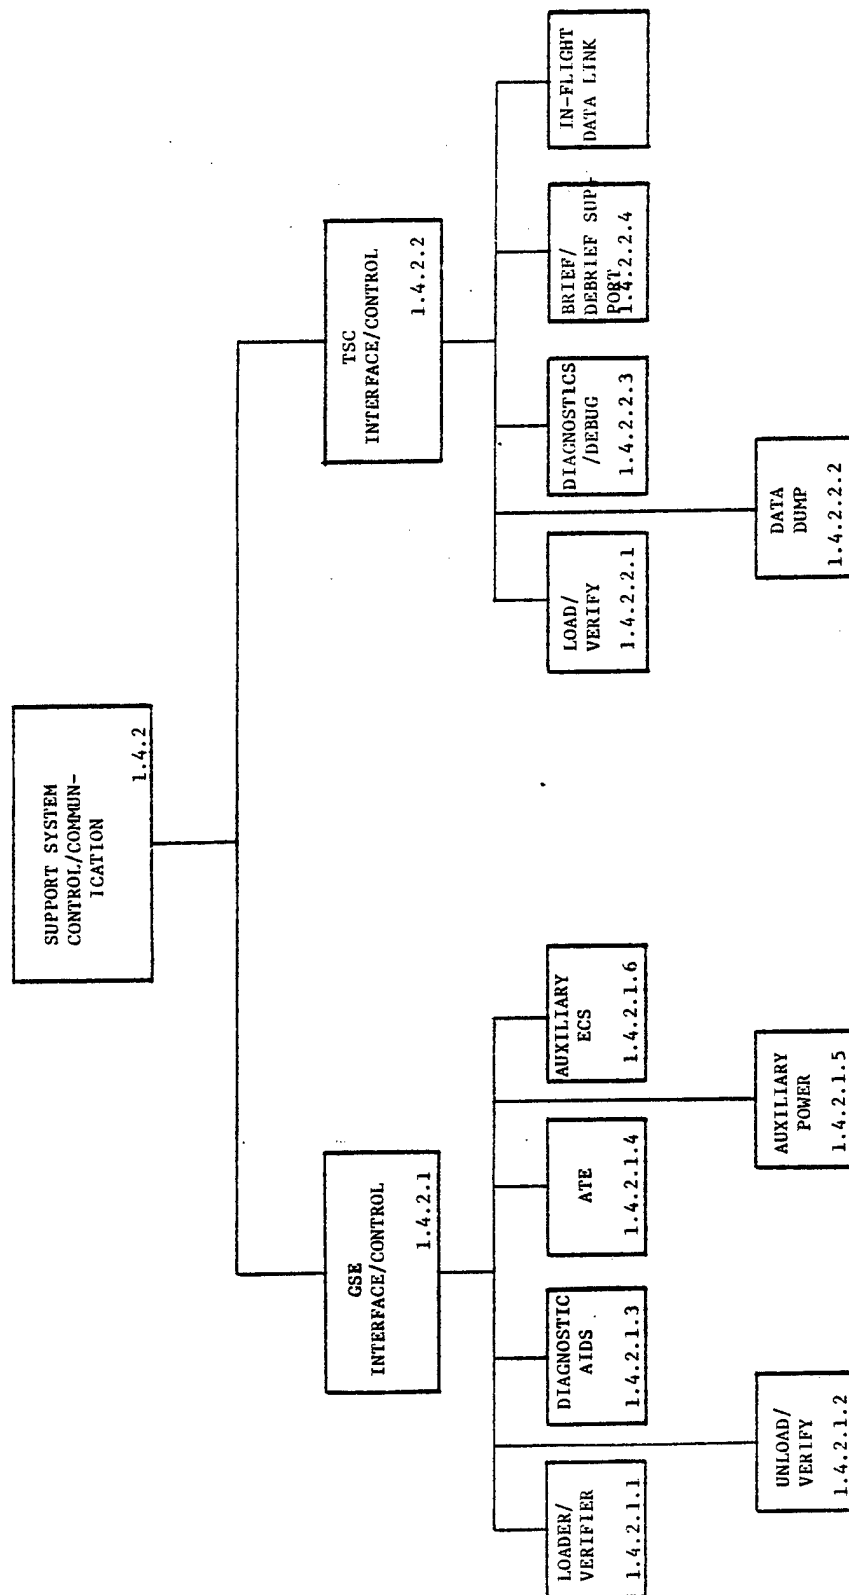 SUPPORT SYSTEM
CONTROL/COMMUN-
ICATION
1.4.2
GSE
INTERFACE/CONTROL
1.4.2.1
TSC
INTERFACE/CONTROL
1.4.2.2
LOADER/
VERIFIER
1.4.2.1.1
DIAGNOSTIC
AIDS
1.4.2.1.3
ATE
1.4.2.1.4
AUXILIARY
ECS
1.4.2.1.6
LOAD/
VERIFY
1.4.2.2.1
DIAGNOSTICS
/DEBUG
1.4.2.2.3
BRIEF/
DEBRIEF SUP-
PORT
1.4.2.2.4
IN-FLIGHT
DATA LINK
UNLOAD/
VERIFY
1.4.2.1.2
AUXILIARY
POWER
1.4.2.1.5
DATA
DUMP
1.4.2.2.2